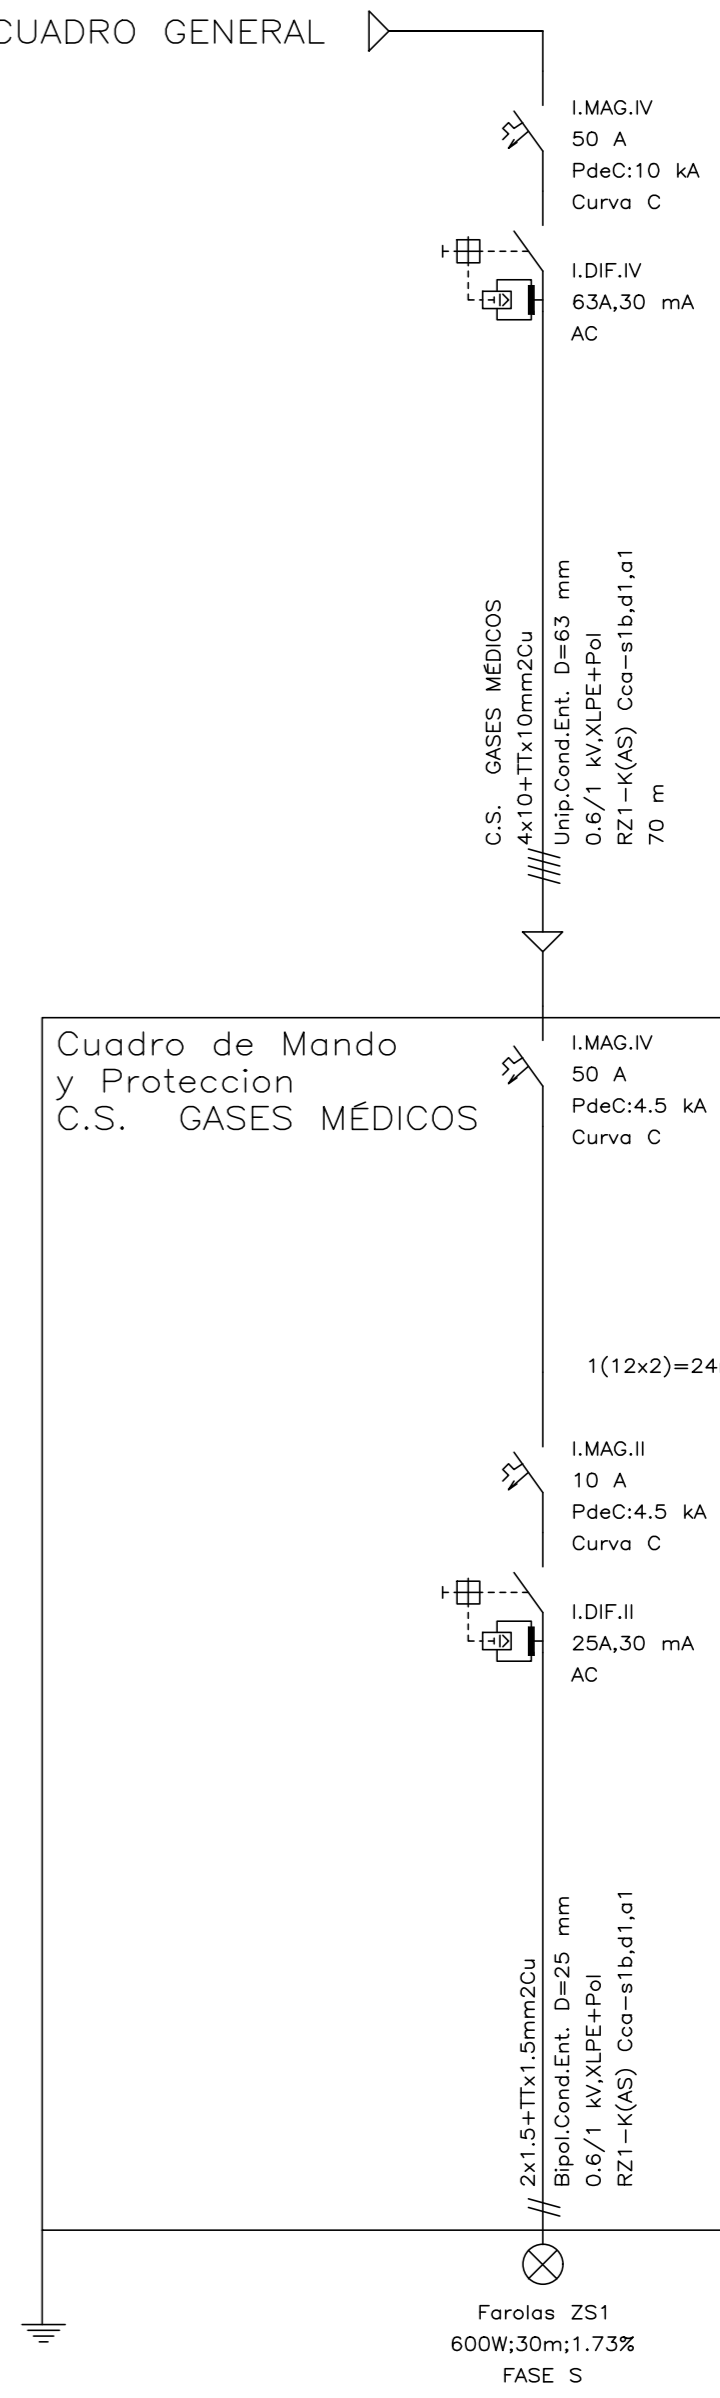 CUADRO GENERAL
I.MAG.IV
50 A
PdeC:10 kA
Curva C
I.DIF.IV
63A,30 mA
AC
C.S. GASES MÉDICOS
4x10+TTx10mm2Cu
Unip.Cond.Ent. D=63 mm
0.6/1 kV,XLPE+Pol
RZ1-K(AS) Cca-s1b,d1,a1
70 m
Cuadro de Mando
y Proteccion
C.S. GASES MÉDICOS
I.MAG.IV
50 A
PdeC:4.5 kA
Curva C
1(12x2)=24
I.MAG.II
10 A
PdeC:4.5 kA
Curva C
I.DIF.II
25A,30 mA
AC
2x1.5+TTx1.5mm2Cu
Bipol.Cond.Ent. D=25 mm
0.6/1 kV,XLPE+Pol
RZ1-K(AS) Cca-s1b,d1,a1
Farolas ZS1
600W;30m;1.73%
FASE S